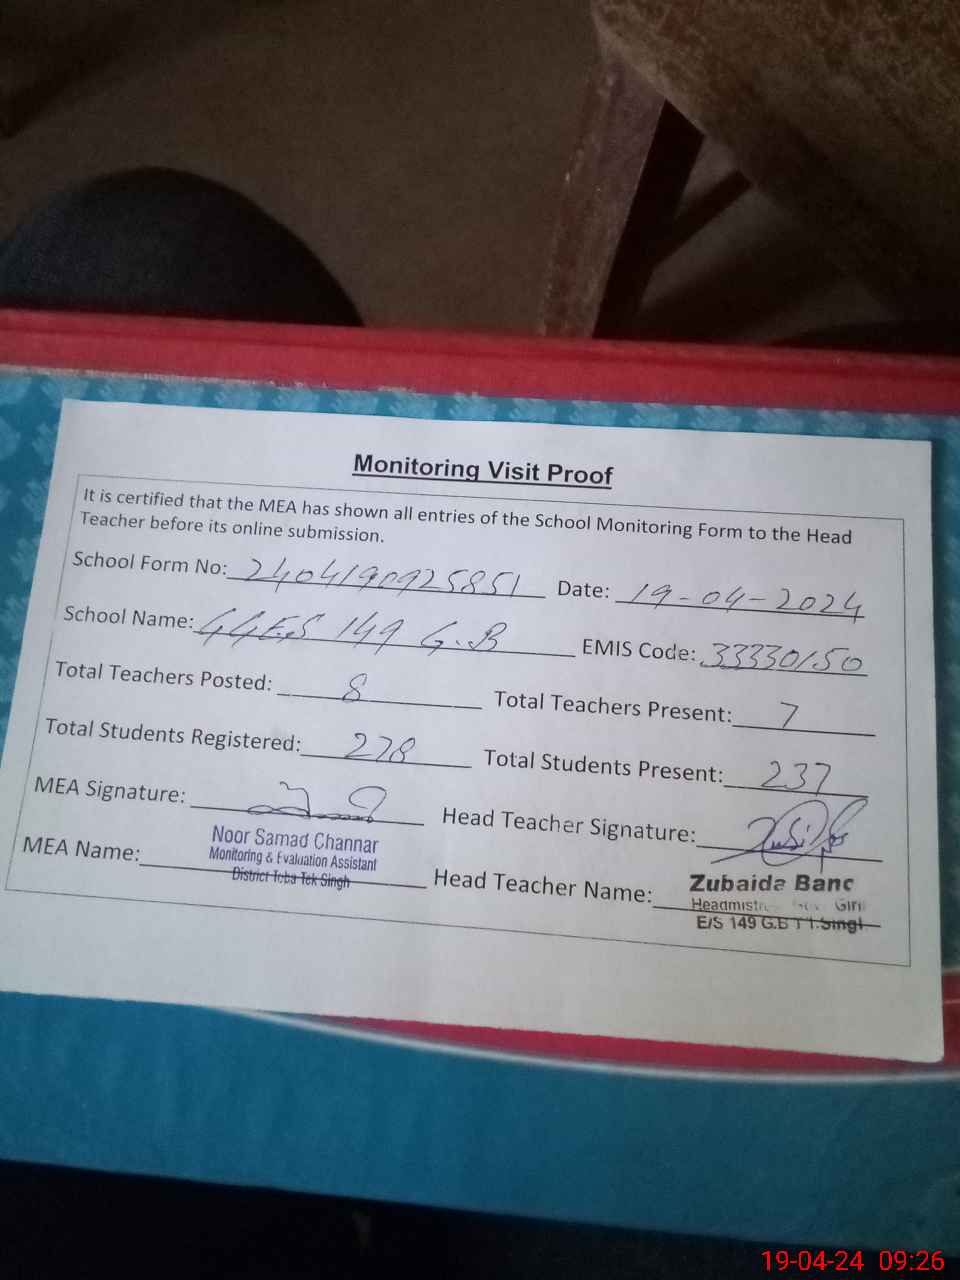 Monitoring Visit Proof
It is certified that the MEA has shown all entries of the School Monitoring Form to the Head
Teacher before its online submission.
School Form No: 2404190925851 Date: 19-04-2024
School Name: GGES 149 G.B EMIS Code: 33330150
Total Teachers Posted: 8 Total Teachers Present: 7
Total Students Registered: 278 Total Students Present: 237
MEA Signature: Head Teacher Signature:
MEA Name: Noor Samad Channar
Monitoring & Evaluation Assistant
District Toba Tek Singh
Head Teacher Name: Zubaida Banc
Headmist Girl
E/S 149 G.B T.T.Singh
19-04-24 09:26